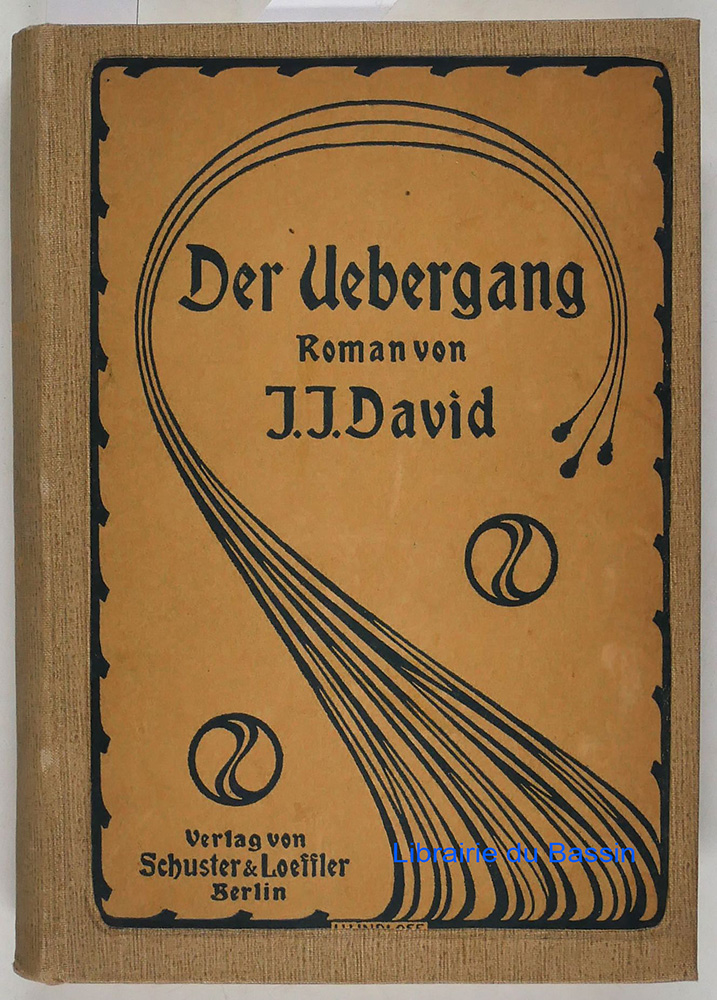 Der Uebergang
Roman von
J.J.David
Verlag von
Schuster & Loeffler
Berlin
Librairie du Bassin